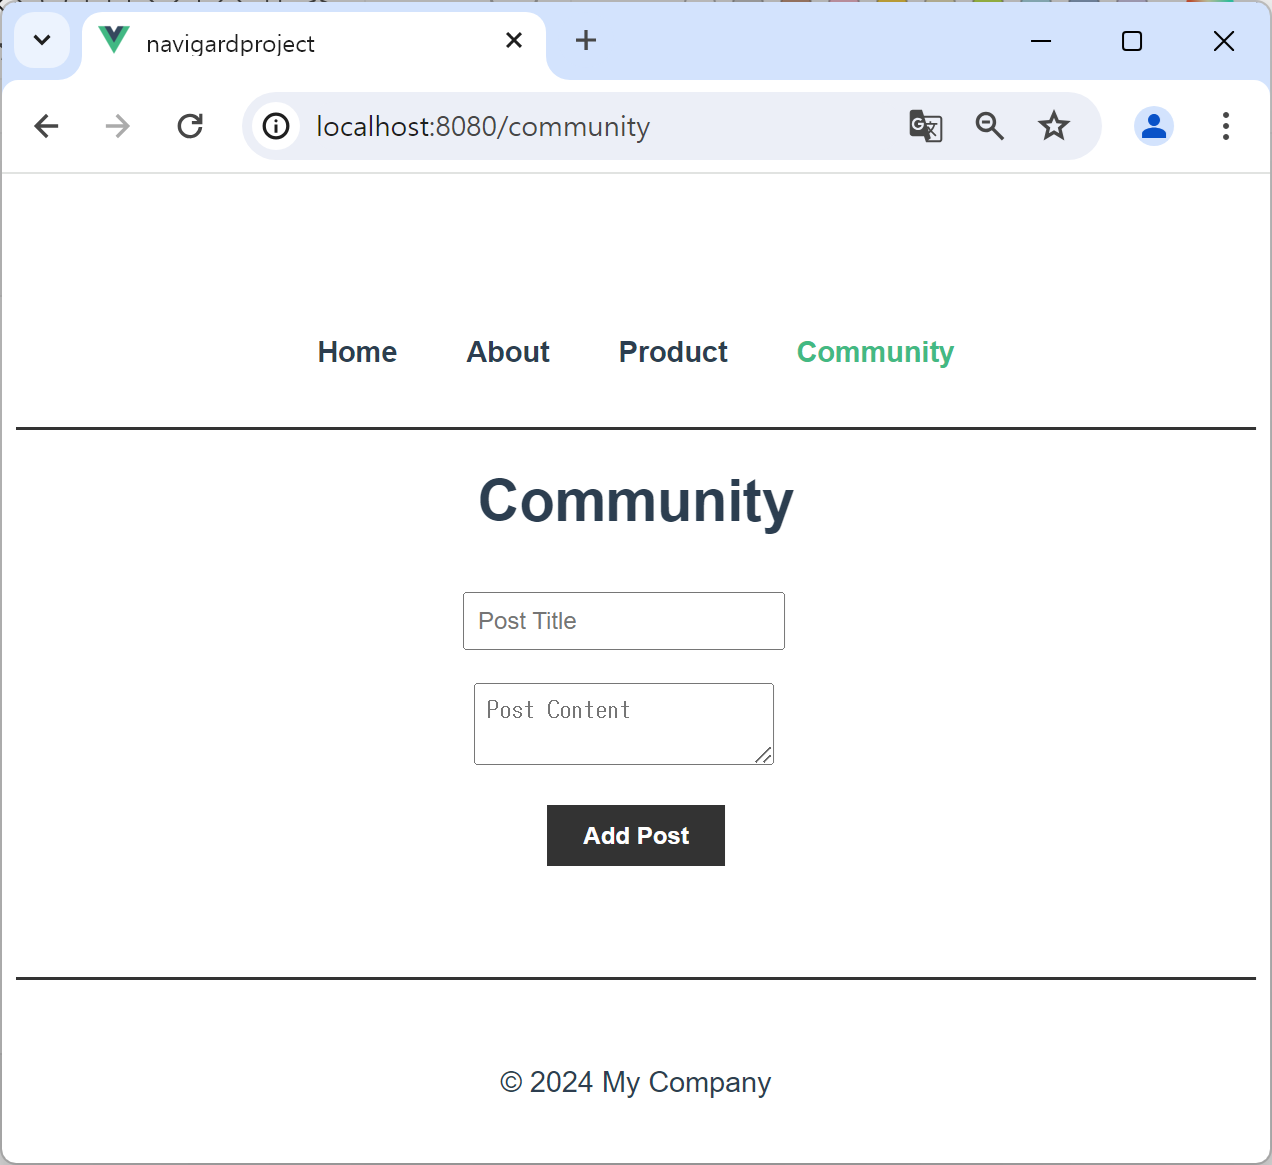 navigardproject
localhost:8080/community
Home About Product Community
Community
Post Title
Post Content
Add Post
© 2024 My Company